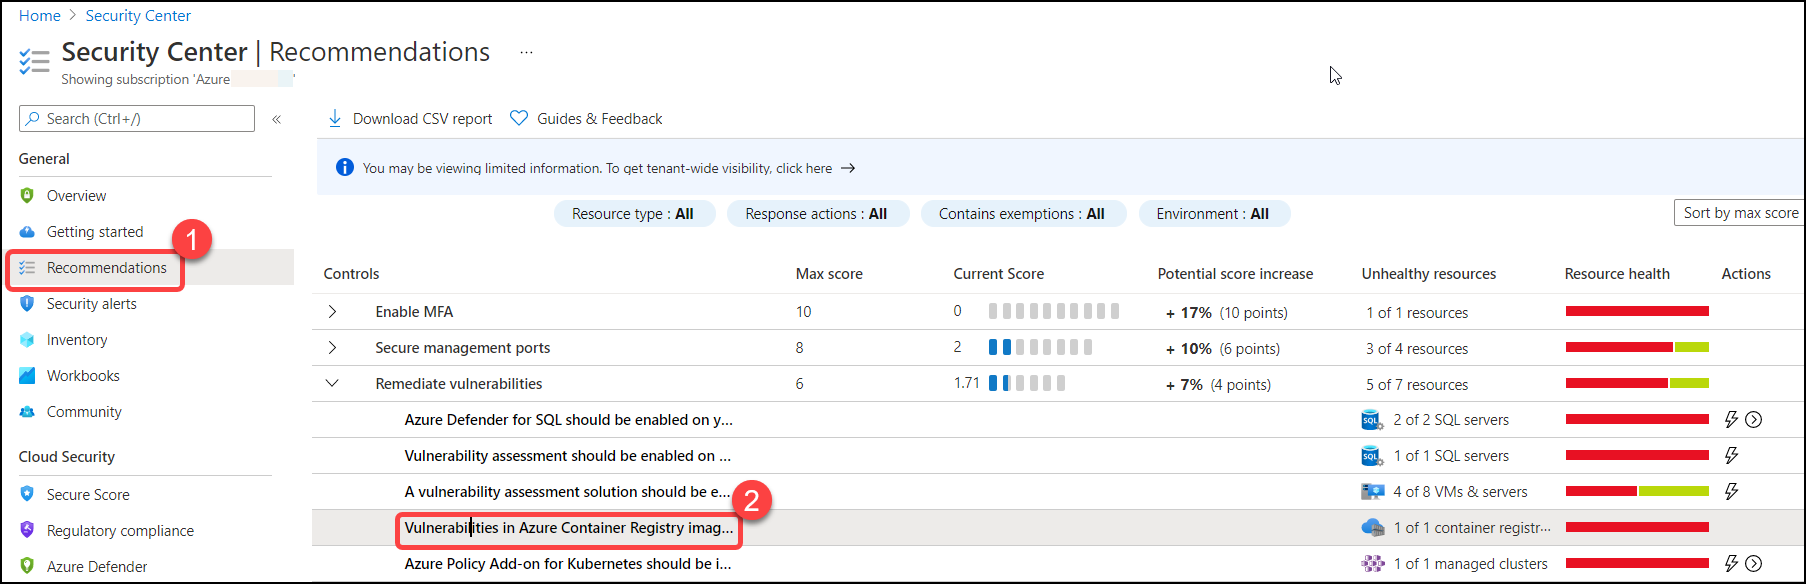 Home > Security Center
Security Center | Recommendations ...
Showing subscription 'Azure '
Search (Ctrl+/) «
Download CSV report Guides & Feedback
General
You may be viewing limited information. To get tenant-wide visibility, click here →
Overview
Resource type : All Response actions : All Contains exemptions : All Environment : All Sort by max score
Getting started
1
Recommendations
Controls Max score Current Score Potential score increase Unhealthy resources Resource health Actions
Security alerts
Enable MFA 10 0 + 17% (10 points) 1 of 1 resources
Inventory
Secure management ports 8 2 + 10% (6 points) 3 of 4 resources
Workbooks
Remediate vulnerabilities 6 1.71 + 7% (4 points) 5 of 7 resources
Community
Azure Defender for SQL should be enabled on y... SQL 2 of 2 SQL servers
Cloud Security
Vulnerability assessment should be enabled on ... SQL 1 of 1 SQL servers
Secure Score
A vulnerability assessment solution should be e... 4 of 8 VMs & servers
2
Regulatory compliance
Vulnerabilities in Azure Container Registry imag... 1 of 1 container registr...
Azure Defender
Azure Policy Add-on for Kubernetes should be i... 1 of 1 managed clusters